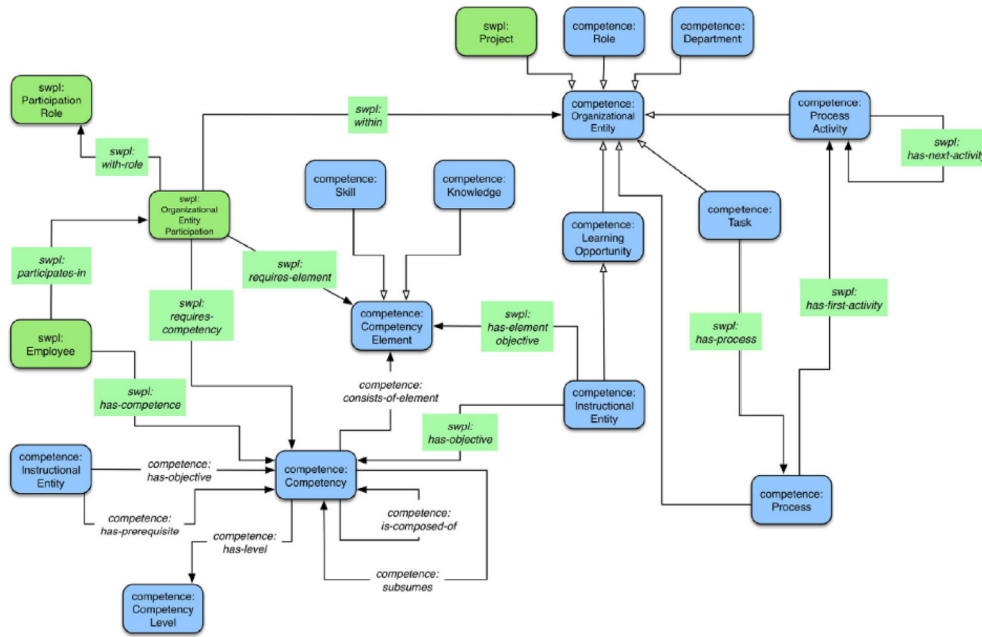 swpl:
Project
competence:
Role
competence:
Department
swpl:
Participation
Role
swpl:
within
competence:
Organizational
Entity
competence:
Process
Activity
swpl:
has-next-activity
swpl:
with-role
competence:
Skill
competence:
Knowledge
swpl:
Organizational
Entity
Participation
competence:
Learning
Opportunity
competence:
Task
swpl:
participates-in
swpl:
requires-element
swpl:
requires-
competency
swpl:
has-first-activity
competence:
Competency
Element
swpl:
has-element
objective
swpl:
has-process
swpl:
Employee
swpl:
has-competence
competence:
consists-of-element
competence:
Instructional
Entity
swpl:
has-objective
competence:
Instructional
Entity
competence:
has-objective
competence:
Competency
competence:
Process
competence:
has-prerequisite
competence:
is-composed-of
competence:
has-level
competence:
subsumes
competence:
Competency
Level